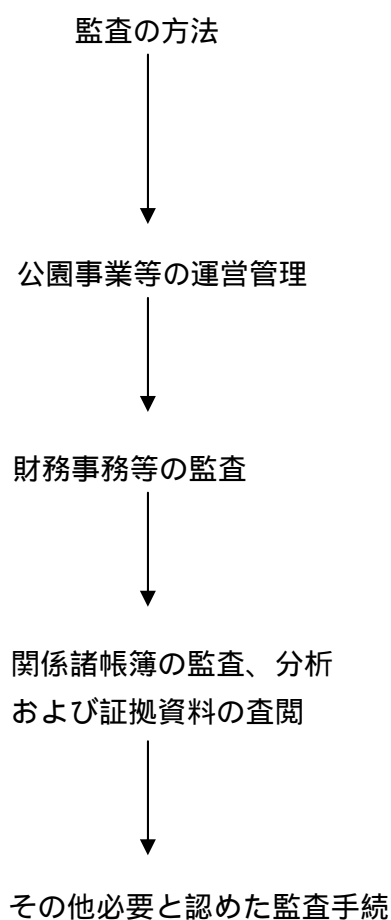 監査の方法
公園事業等の運営管理
財務事務等の監査
関係諸帳簿の監査、分析
および証拠資料の査閲
その他必要と認めた監査手続